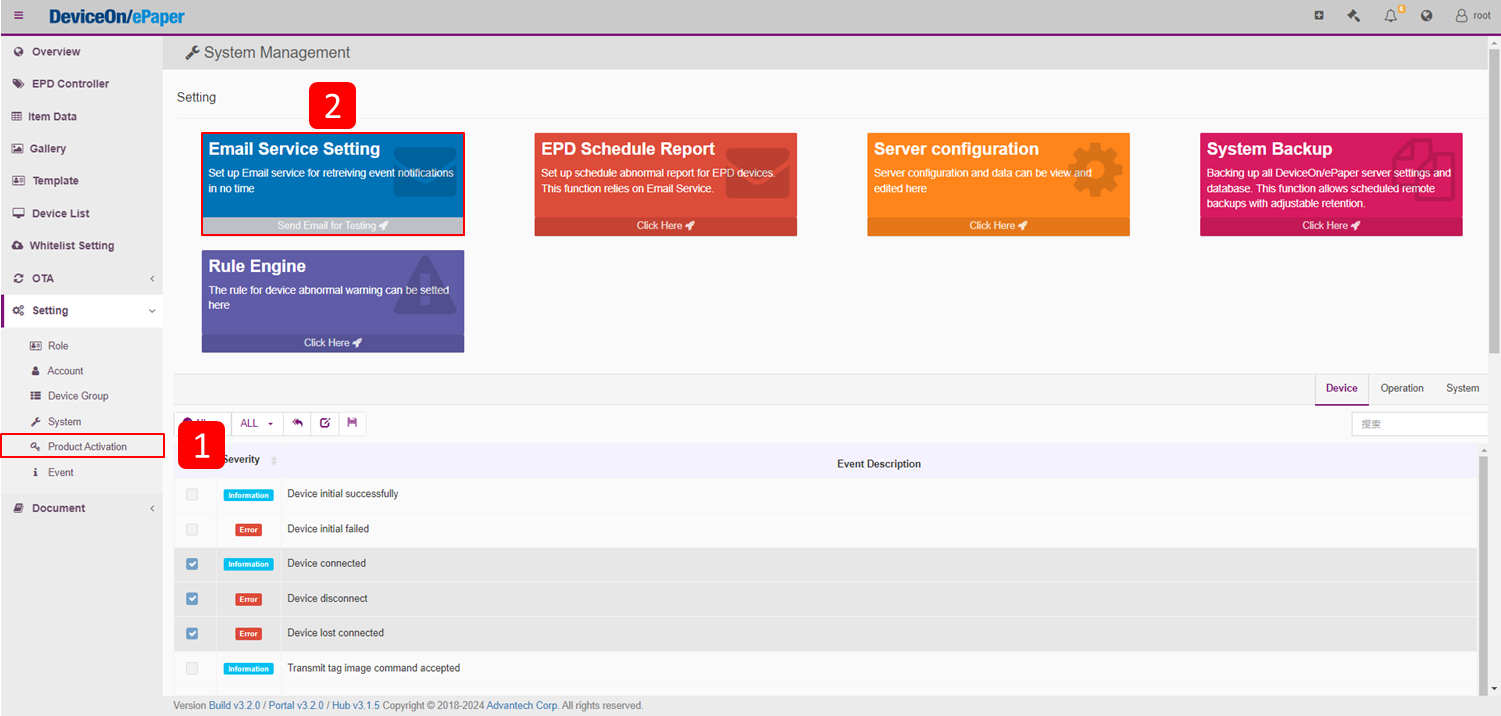 DeviceOn/ePaper
6
root
Overview
EPD Controller
Item Data
Gallery
Template
Device List
Whitelist Setting
OTA
Setting
Role
Account
Device Group
System
Product Activation
Event
Document
System Management
Setting
2
Email Service Setting
Set up Email service for retreiving event notifications
in no time
Send Email for Testing
EPD Schedule Report
Set up schedule abnormal report for EPD devices.
This function relies on Email Service.
Click Here
Server configuration
Server configuration and data can be view and
edited here
Click Here
System Backup
Backing up all DeviceOn/ePaper server settings and
database. This function allows scheduled remote
backups with adjustable retention.
Click Here
Rule Engine
The rule for device abnormal warning can be setted
here
Click Here
Device Operation System
ALL
搜索
1
Severity Event Description
Information Device initial successfully
Error Device initial failed
Information Device connected
Error Device disconnect
Error Device lost connected
Information Transmit tag image command accepted
Version Build v3.2.0 / Portal v3.2.0 / Hub v3.1.5 Copyright © 2018-2024 Advantech Corp. All rights reserved.